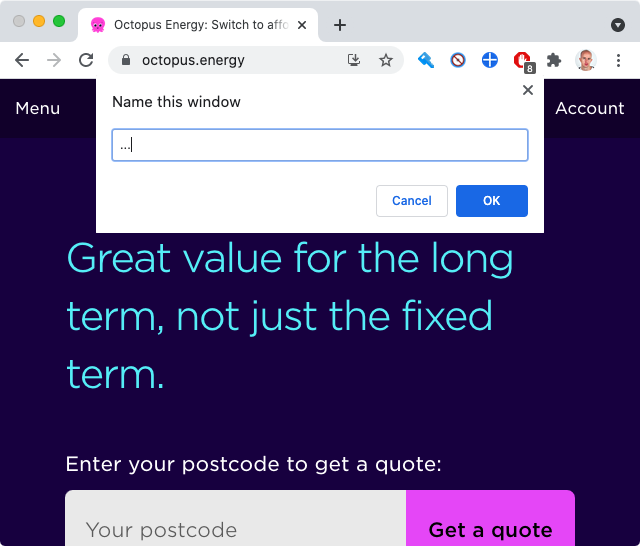 Octopus Energy: Switch to affo
octopus.energy
8
Menu
Account
Name this window
...
Cancel
OK
Great value for the long
term, not just the fixed
term.
Enter your postcode to get a quote:
Your postcode
Get a quote